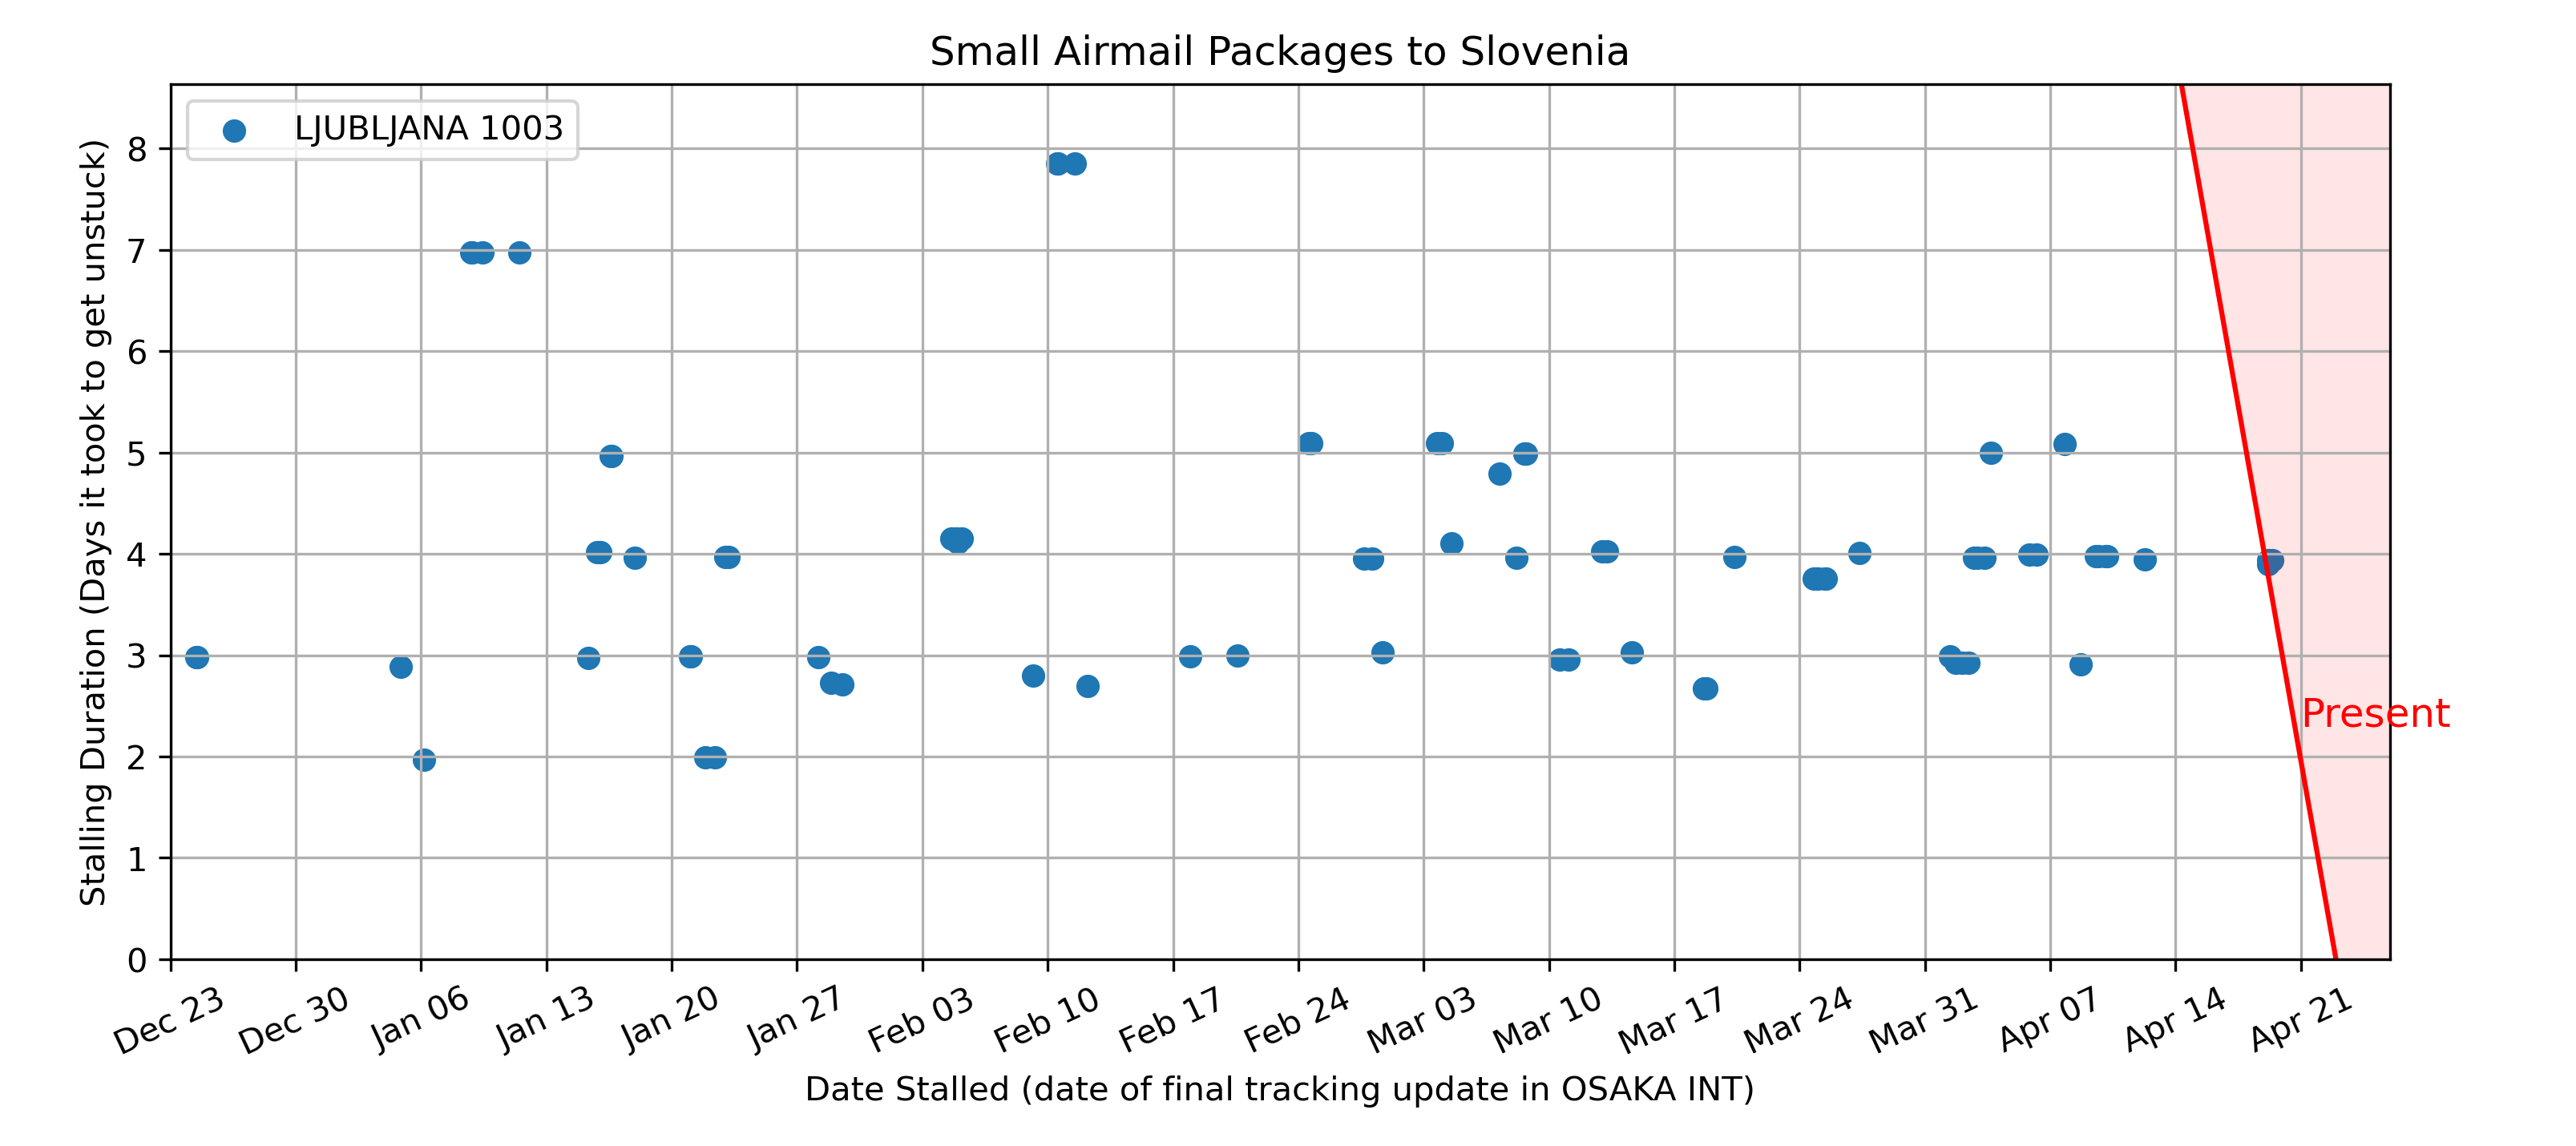 Small Airmail Packages to Slovenia
LJUBLJANA 1003
Stalling Duration (Days it took to get unstuck)
8
7
6
5
4
3
2
1
0
Present
Dec 23
Dec 30
Jan 06
Jan 13
Jan 20
Jan 27
Feb 03
Feb 10
Feb 17
Feb 24
Mar 03
Mar 10
Mar 17
Mar 24
Mar 31
Apr 07
Apr 14
Apr 21
Date Stalled (date of final tracking update in OSAKA INT)